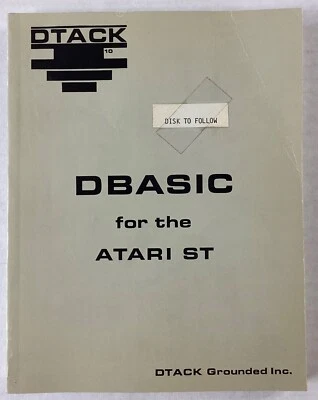 DTACK
10
DISK TO FOLLOW
DBASIC
for the
ATARI ST
DTACK Grounded Inc.